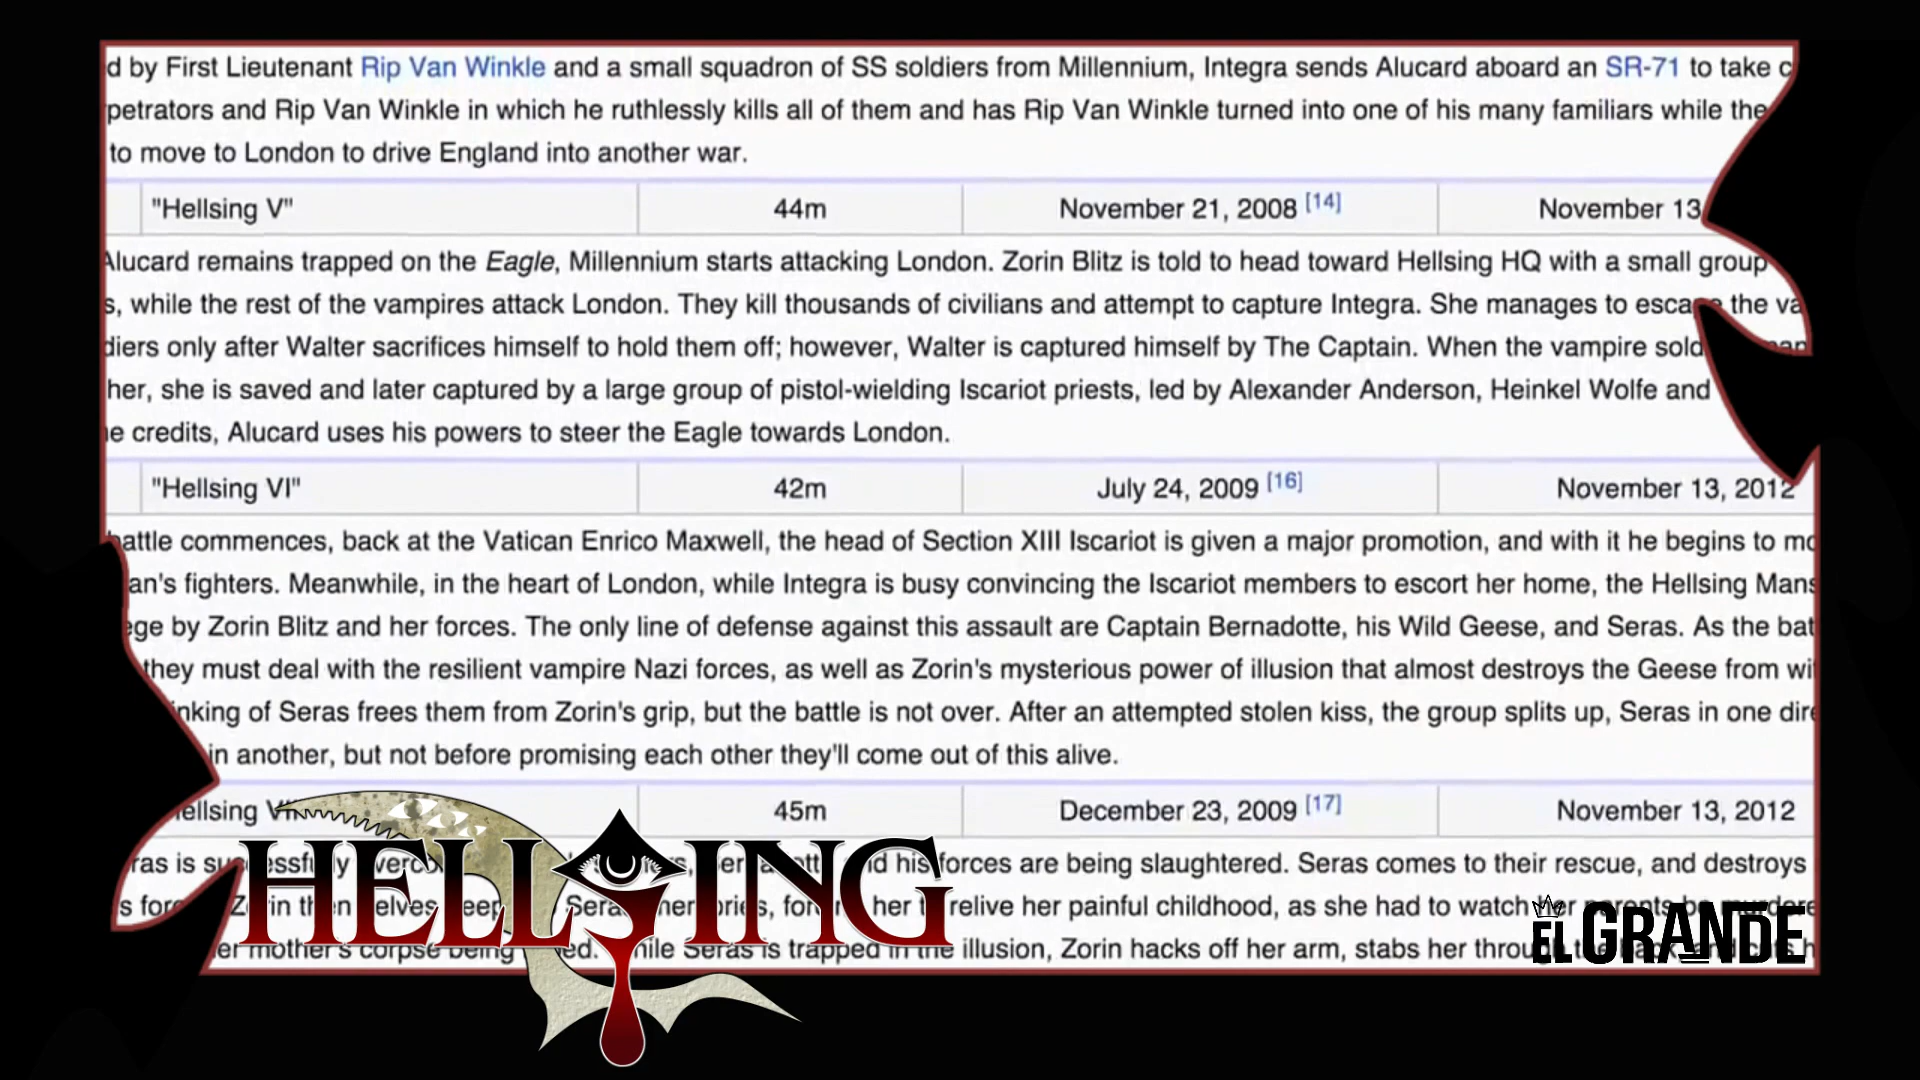 d by First Lieutenant Rip Van Winkle and a small squadron of SS soldiers from Millennium, Integra sends Alucard aboard an SR-71 to take c
petrators and Rip Van Winkle in which he ruthlessly kills all of them and has Rip Van Winkle turned into one of his many familiars while the
to move to London to drive England into another war.
"Hellsing V" 44m November 21, 2008 [14] November 13
Alucard remains trapped on the Eagle, Millennium starts attacking London. Zorin Blitz is told to head toward Hellsing HQ with a small group
s, while the rest of the vampires attack London. They kill thousands of civilians and attempt to capture Integra. She manages to the va
diers only after Walter sacrifices himself to hold them off; however, Walter is captured himself by The Captain. When the vampire sold
her, she is saved and later captured by a large group of pistol-wielding Iscariot priests, led by Alexander Anderson, Heinkel Wolfe and
e credits, Alucard uses his powers to steer the Eagle towards London.
"Hellsing VI" 42m July 24, 2009 [16] November 13, 2012
battle commences, back at the Vatican Enrico Maxwell, the head of Section XIII Iscariot is given a major promotion, and with it he begins to mo
an's fighters. Meanwhile, in the heart of London, while Integra is busy convincing the Iscariot members to escort her home, the Hellsing Mans
ege by Zorin Blitz and her forces. The only line of defense against this assault are Captain Bernadotte, his Wild Geese, and Seras. As the bat
they must deal with the resilient vampire Nazi forces, as well as Zorin's mysterious power of illusion that almost destroys the Geese from wi
nking of Seras frees them from Zorin's grip, but the battle is not over. After an attempted stolen kiss, the group splits up, Seras in one dire
in another, but not before promising each other they'll come out of this alive.
ellsing 45m December 23, 2009 [17] November 13, 2012
ras is his forces are being slaughtered. Seras comes to their rescue, and destroys
s her relive her painful childhood, as she had to watch
er mother's corpse being Seras is trapped in the illusion, Zorin hacks off her arm, stabs her through
HELLSING
EL GRANDE